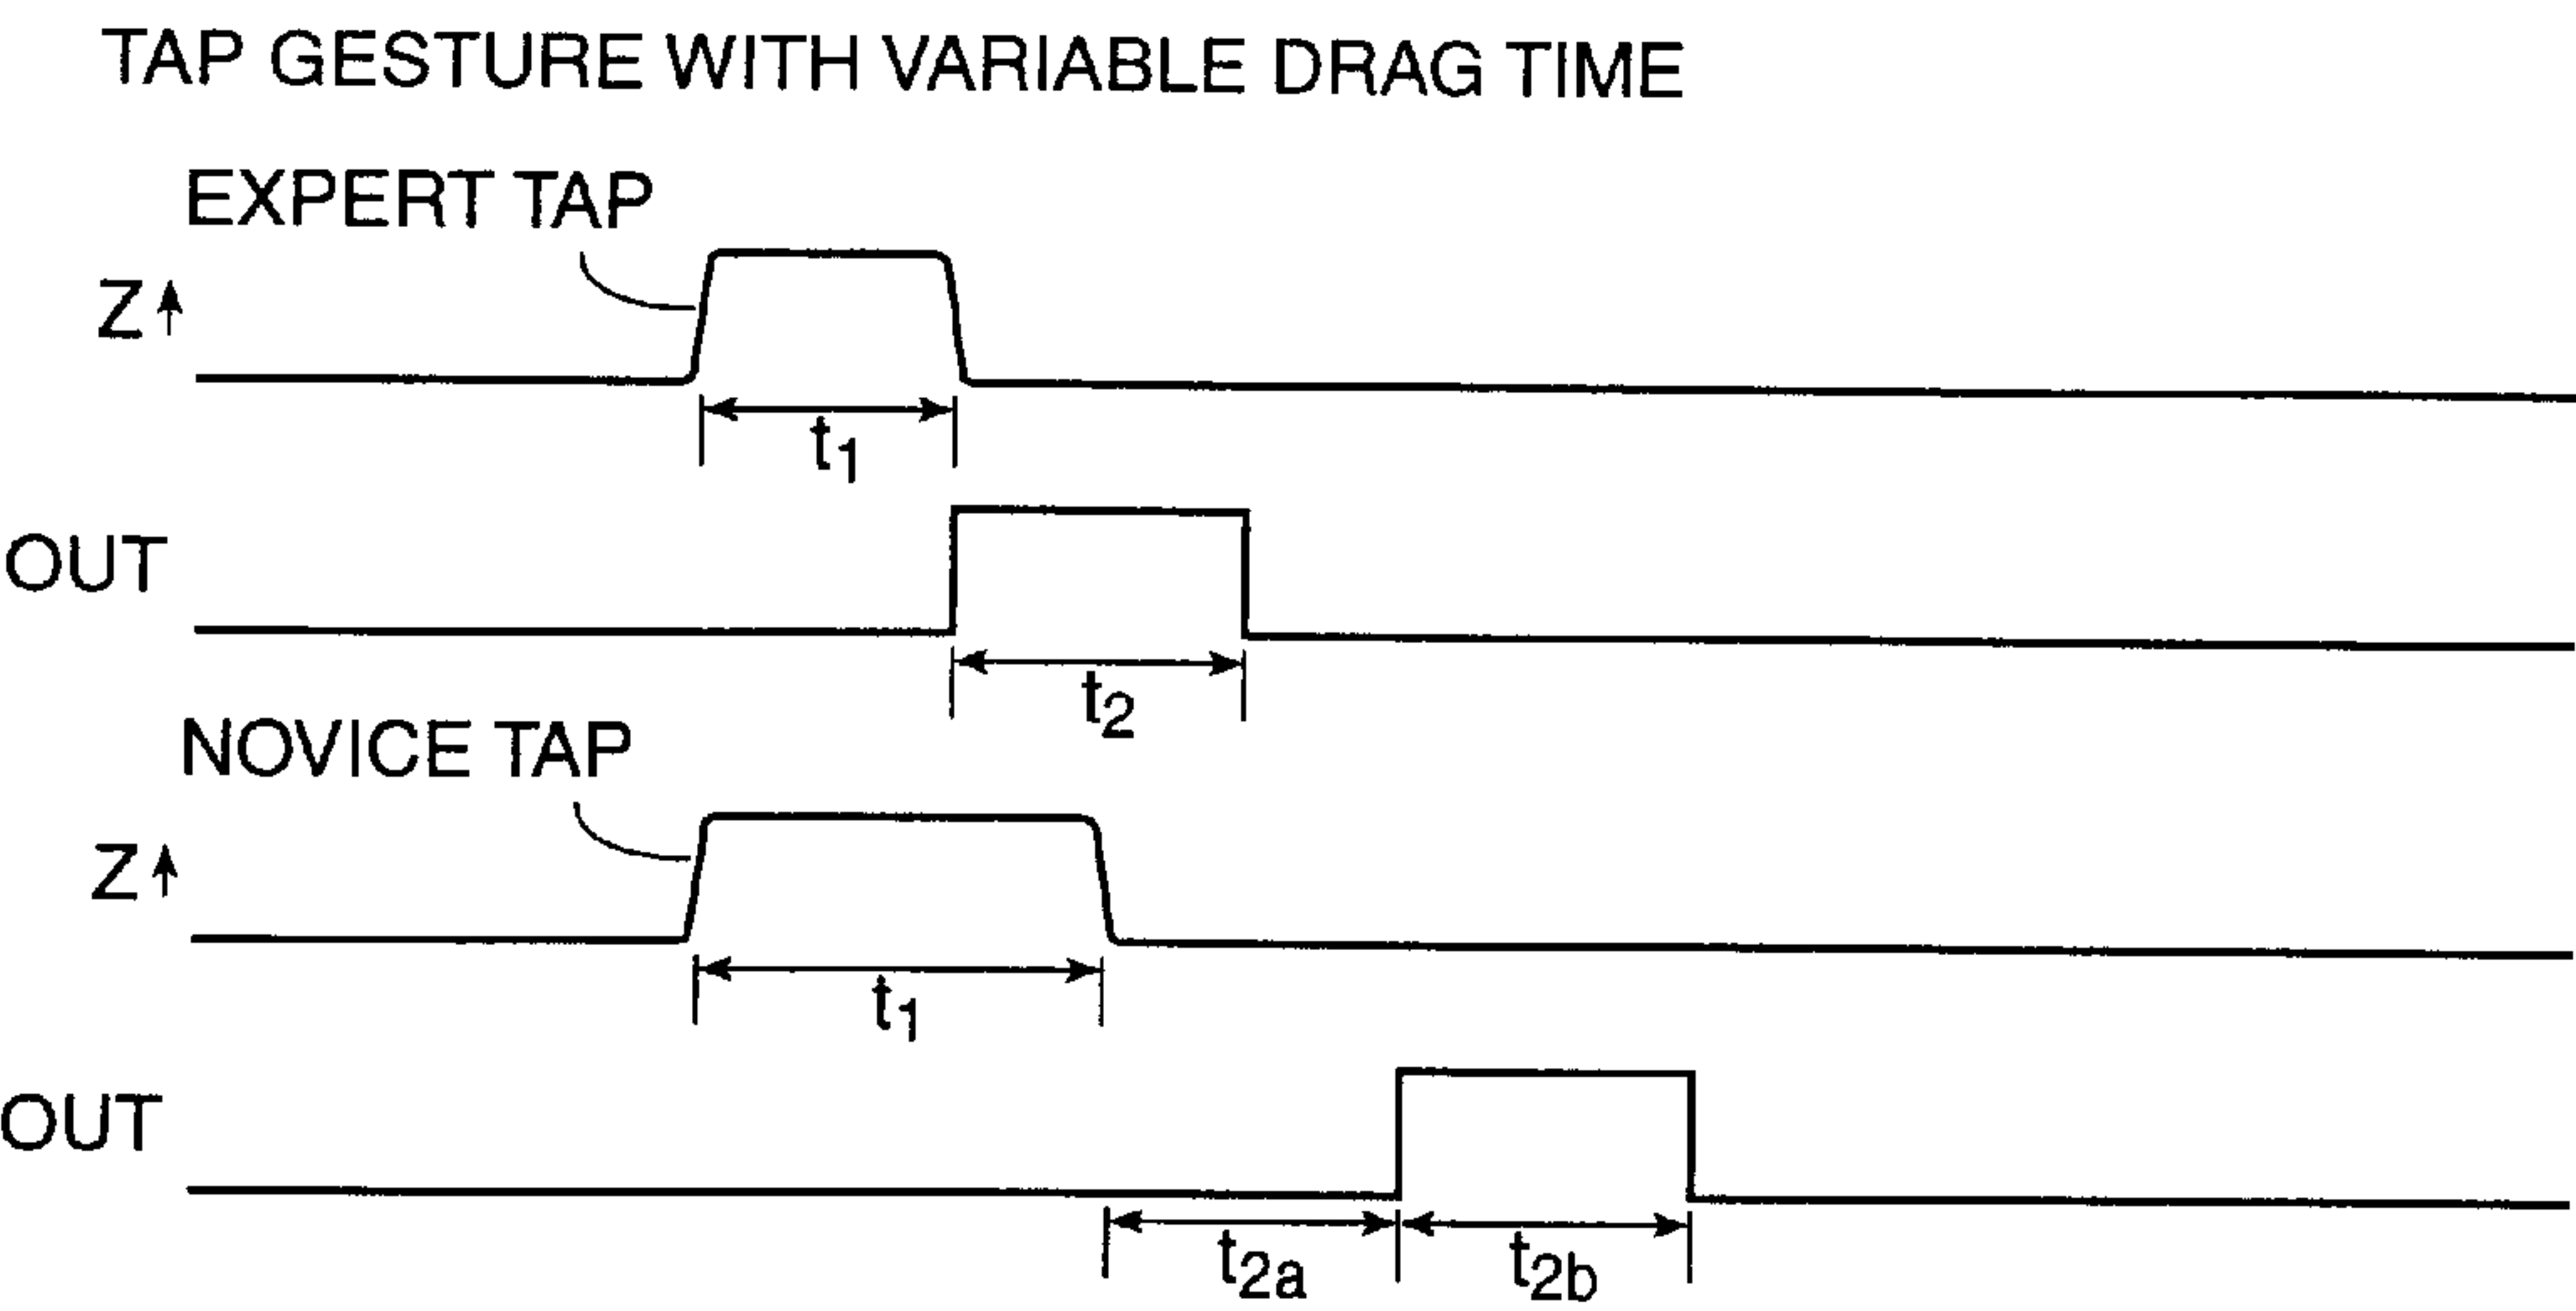 TAP GESTURE WITH VARIABLE DRAG TIME
EXPERT TAP
Z
t1
OUT
t2
NOVICE TAP
Z
t1
OUT
t2a t2b